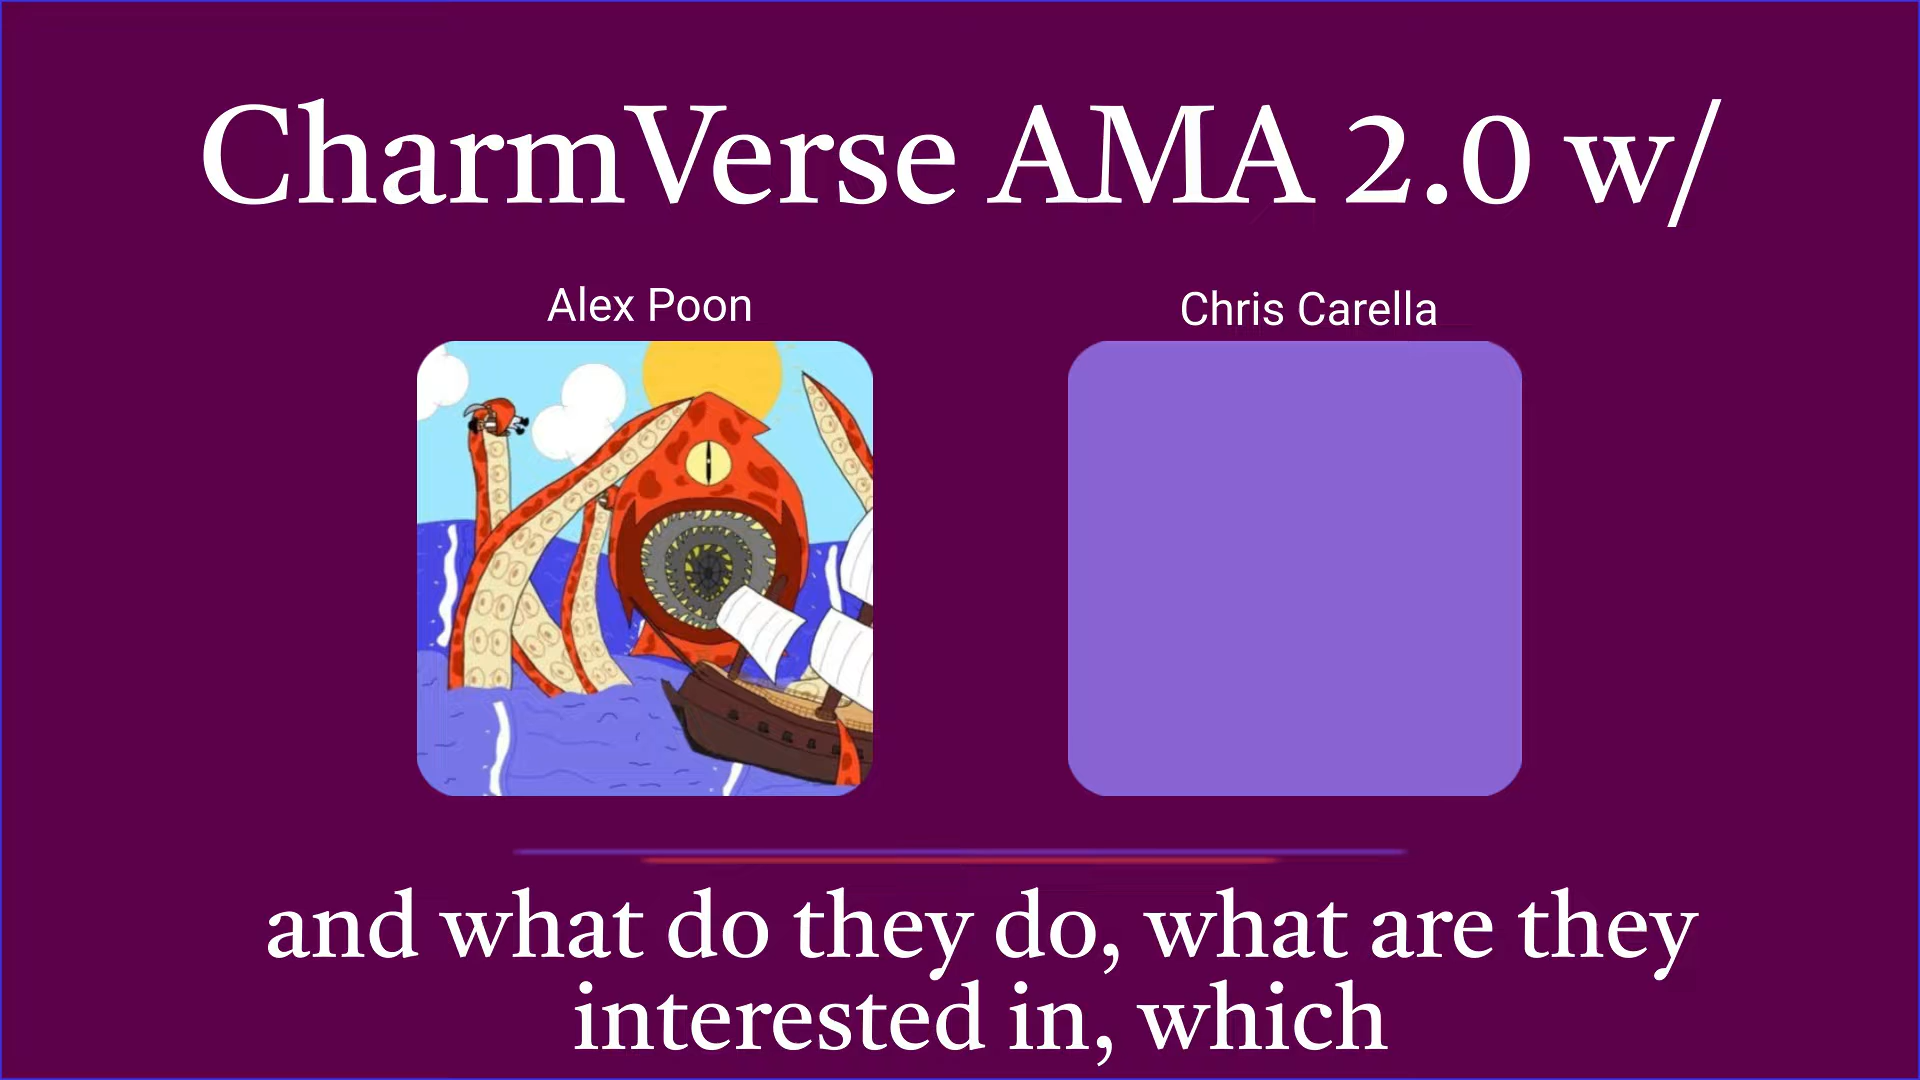 CharmVerse AMA 2.0 w/
Alex Poon
Chris Carella
and what do they do, what are they
interested in, which